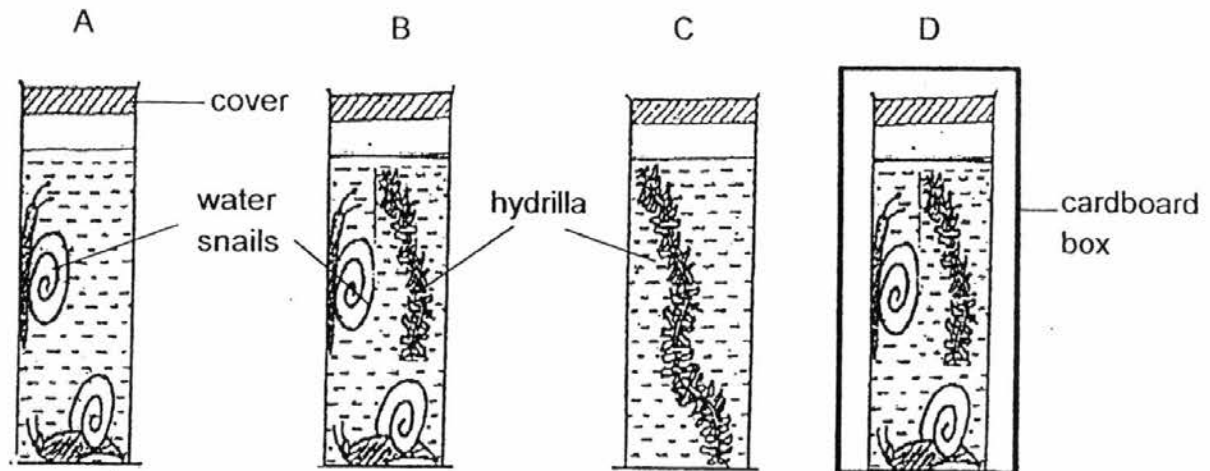 A
B
C
D
cover
water
snails
hydrilla
cardboard
box